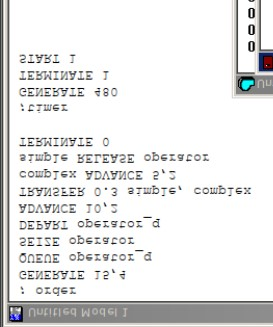 Untitled Model 1
; order
GENERATE 15,4
QUEUE operator_q
SEIZE operator
DEPART operator_q
ADVANCE 10,2
TRANSFER 0.3 simple, complex
complex ADVANCE 5,2
simple RELEASE operator
TERMINATE 0
;timer
GENERATE 480
TERMINATE 1
START 1
0
0
0
0